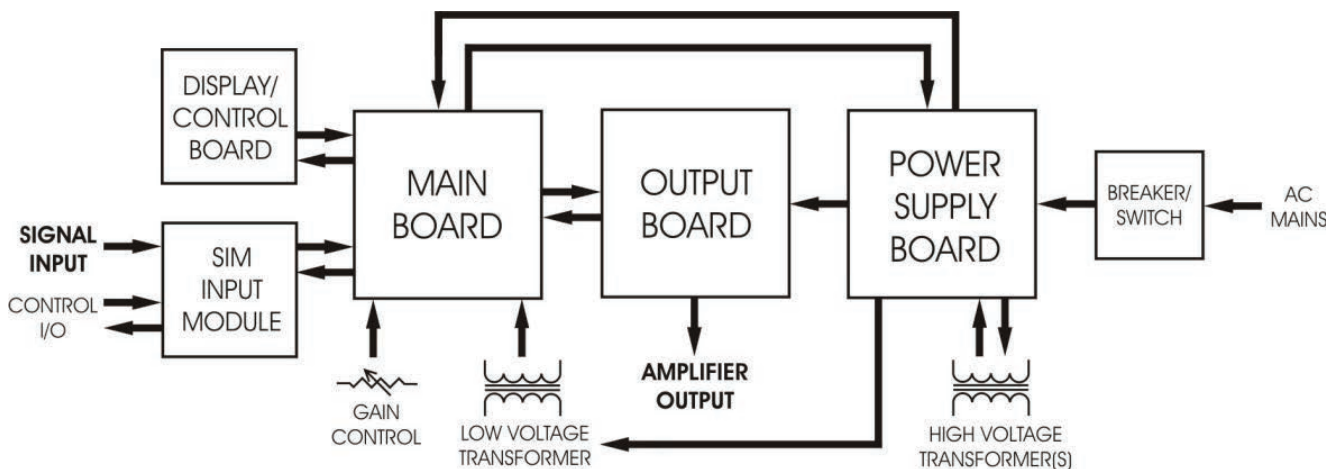 DISPLAY/
CONTROL
BOARD
SIGNAL
INPUT
CONTROL
I/O
SIM
INPUT
MODULE
MAIN
BOARD
GAIN
CONTROL
LOW VOLTAGE
TRANSFORMER
OUTPUT
BOARD
AMPLIFIER
OUTPUT
POWER
SUPPLY
BOARD
HIGH VOLTAGE
TRANSFORMER(S)
BREAKER/
SWITCH
AC
MAINS